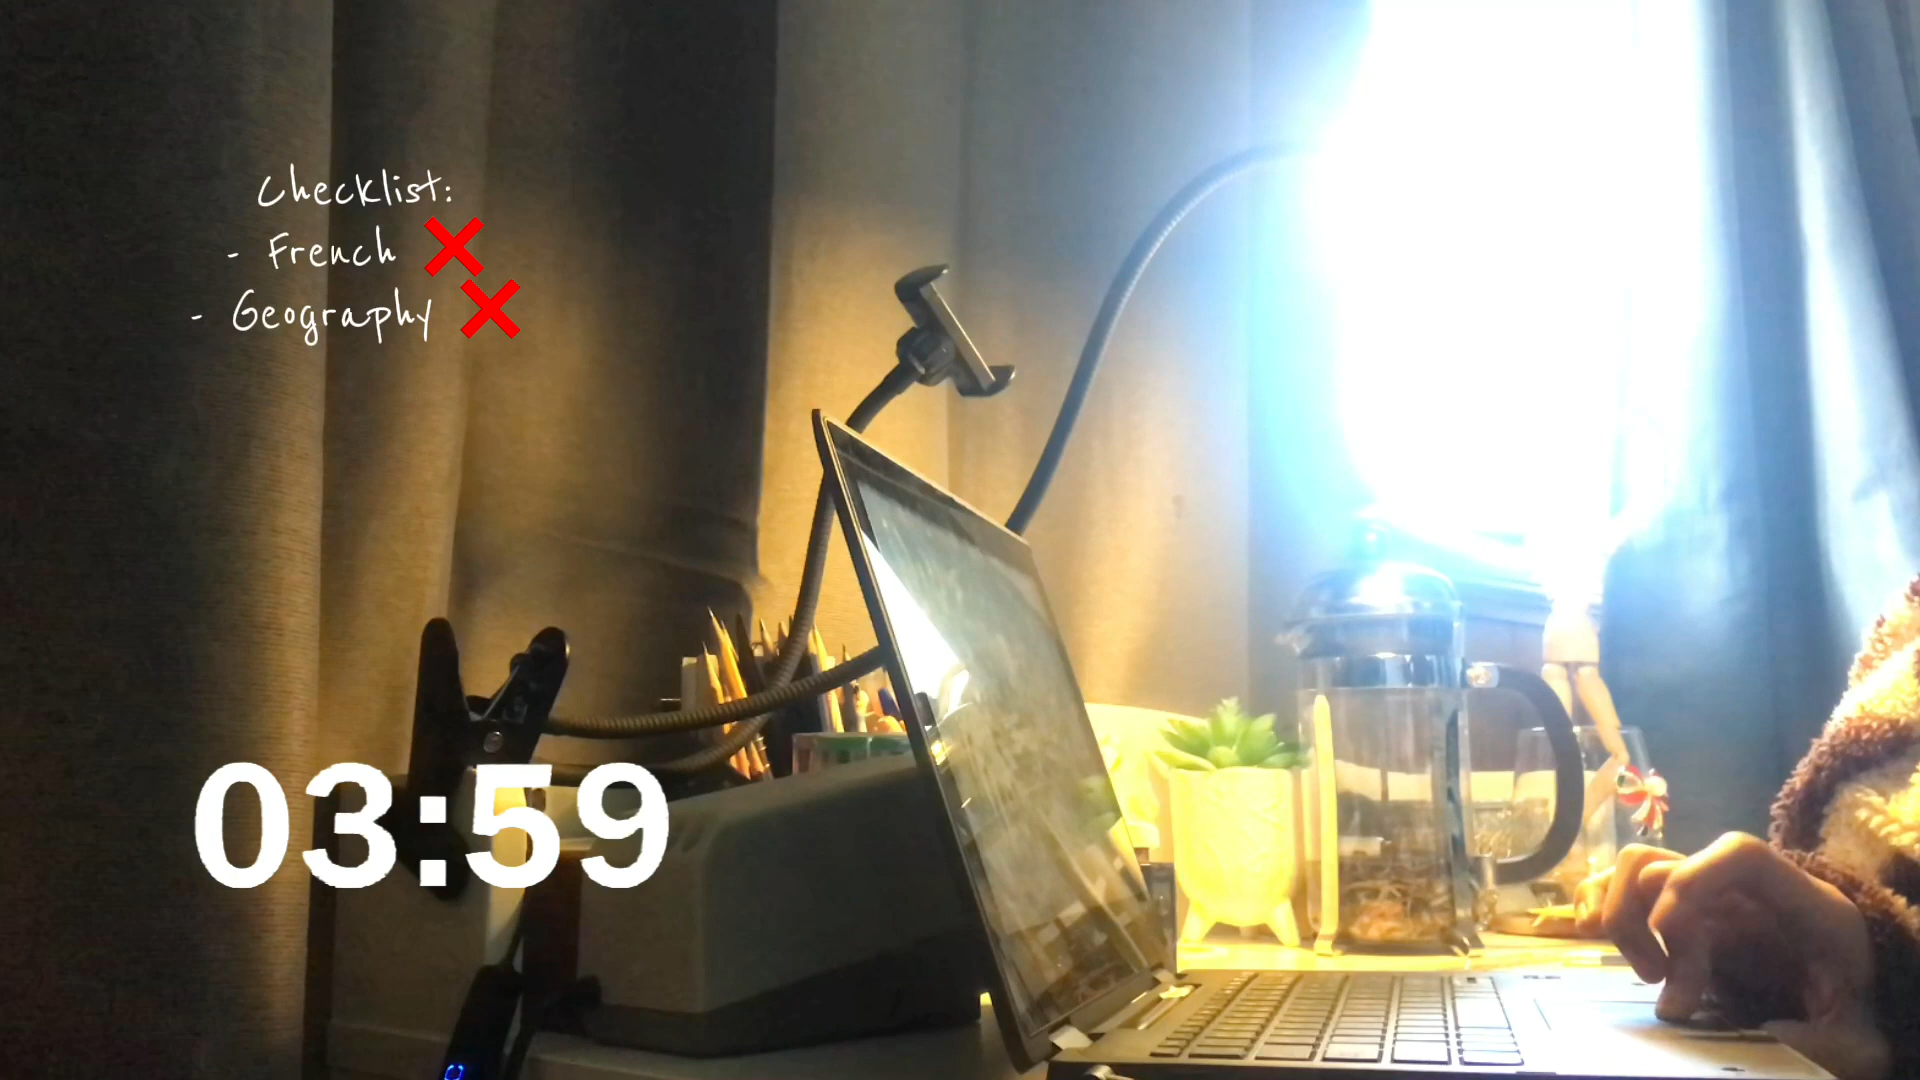 Checklist:
- French ❌
- Geography ❌
03:59